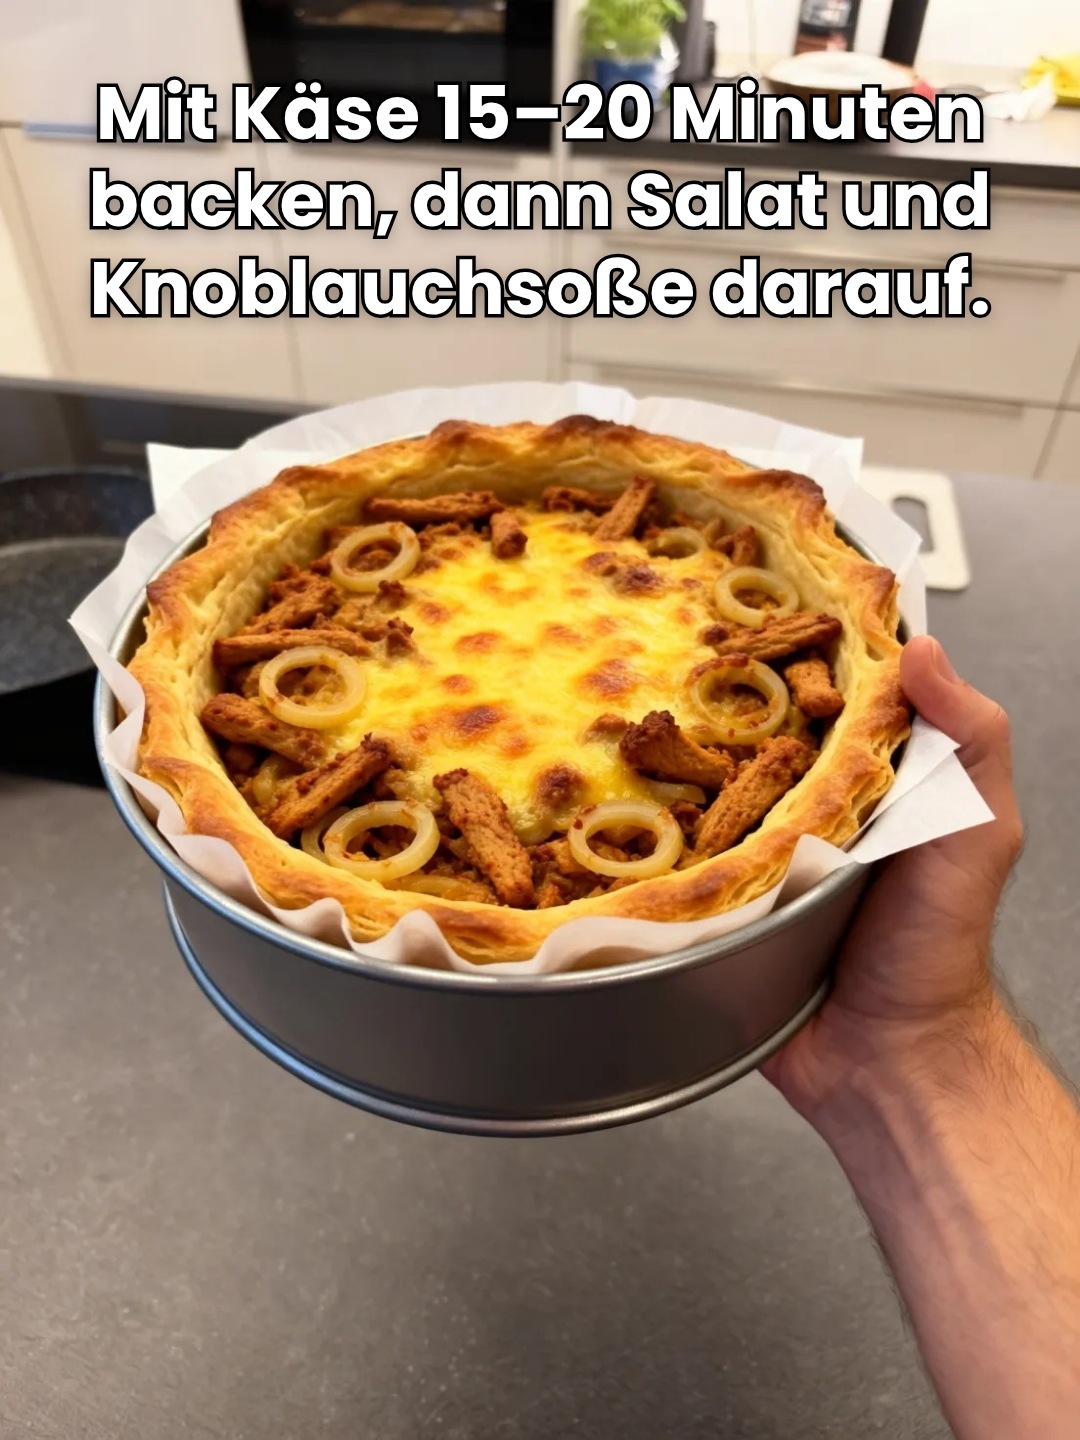 Mit Käse 15–20 Minuten
backen, dann Salat und
Knoblauchsoße darauf.